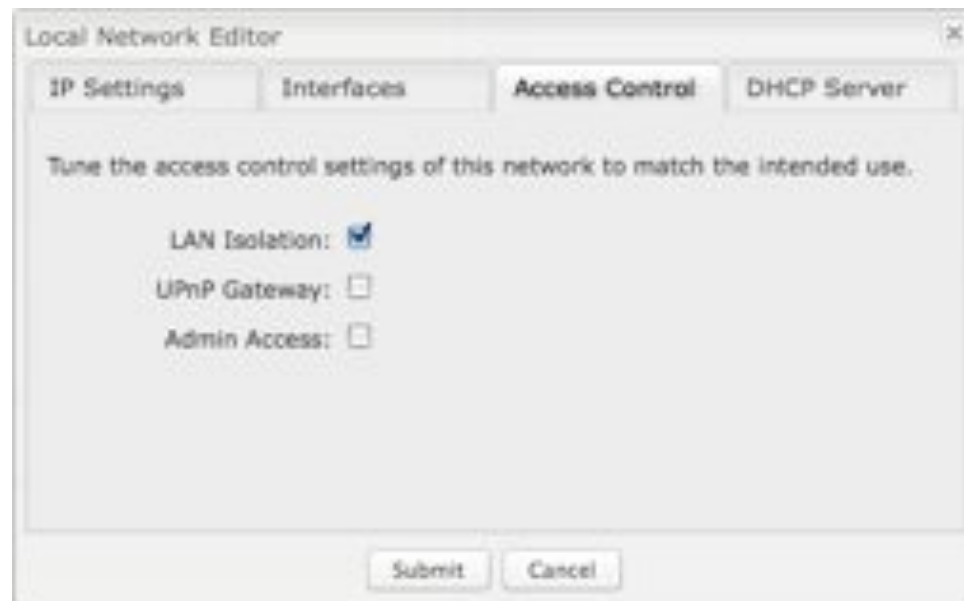 Local Network Editor
IP Settings
Interfaces
Access Control
DHCP Server
Tune the access control settings of this network to match the intended use.
LAN Isolation:
UPnP Gateway:
Admin Access:
Submit
Cancel